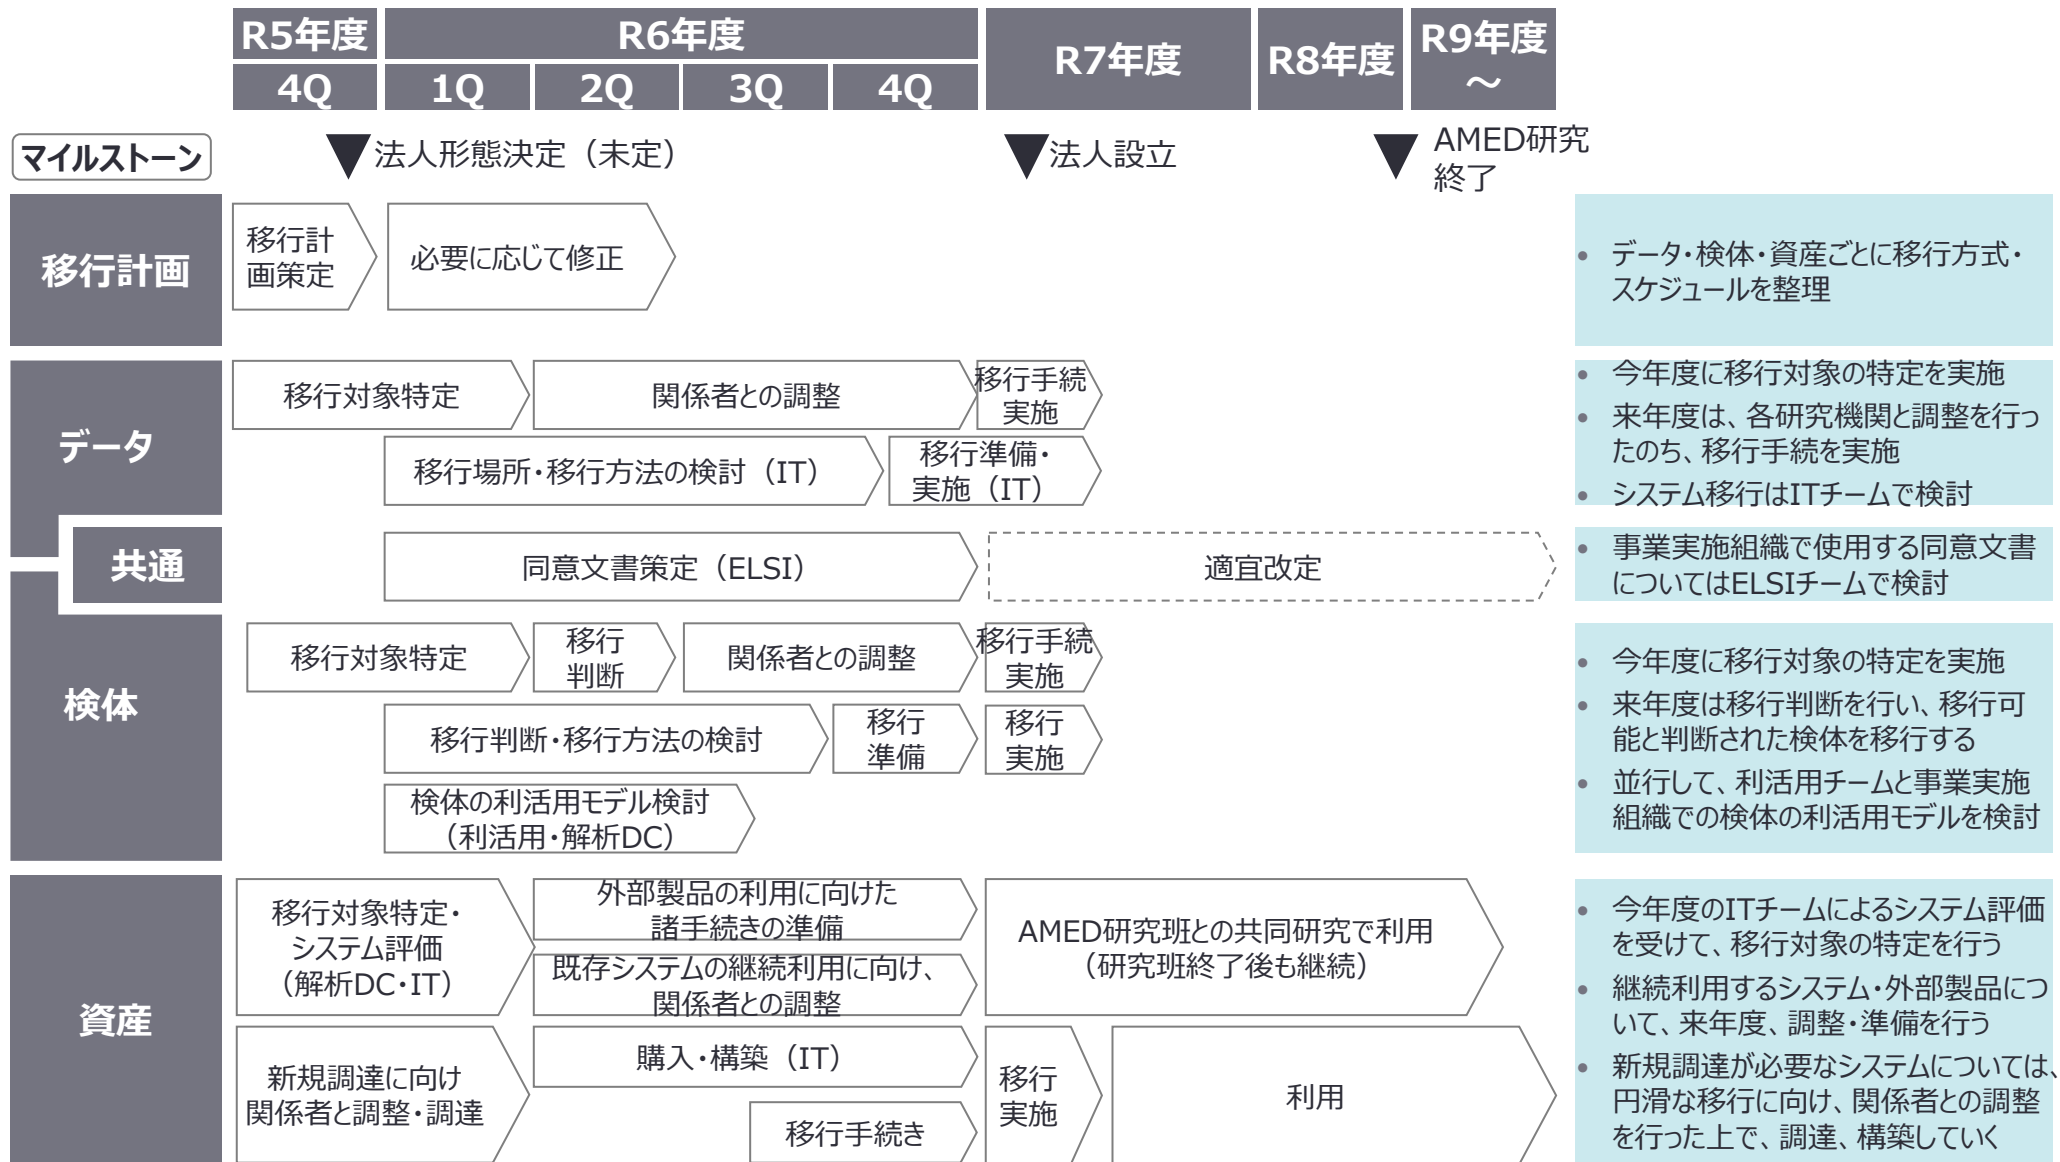 R5年度
R6年度
R7年度
R8年度
R9年度
～
4Q
1Q
2Q
3Q
4Q
マイルストーン
法人形態決定（未定）
法人設立
AMED研究
終了
移行計画
移行計
画策定
必要に応じて修正
• データ・検体・資産ごとに移行方式・
スケジュールを整理
データ
移行対象特定
関係者との調整
移行手続
実施
移行場所・移行方法の検討（IT）
移行準備・
実施（IT）
• 今年度に移行対象の特定を実施
• 来年度は、各研究機関と調整を行っ
たのち、移行手続を実施
• システム移行はITチームで検討
共通
同意文書策定（ELSI）
適宜改定
• 事業実施組織で使用する同意文書
についてはELSIチームで検討
検体
移行対象特定
移行
判断
関係者との調整
移行手続
実施
移行判断・移行方法の検討
移行
準備
移行
実施
検体の利活用モデル検討
（利活用・解析DC）
• 今年度に移行対象の特定を実施
• 来年度は移行判断を行い、移行可
能と判断された検体を移行する
• 並行して、利活用チームと事業実施
組織での検体の利活用モデルを検討
資産
移行対象特定・
システム評価
（解析DC・IT）
外部製品の利用に向けた
諸手続きの準備
既存システムの継続利用に向け、
関係者との調整
AMED研究班との共同研究で利用
（研究班終了後も継続）
新規調達に向け
関係者と調整・調達
購入・構築（IT）
移行手続き
移行
実施
利用
• 今年度のITチームによるシステム評価
を受けて、移行対象の特定を行う
• 継続利用するシステム・外部製品につ
いて、来年度、調整・準備を行う
• 新規調達が必要なシステムについては、
円滑な移行に向け、関係者との調整
を行った上で、調達、構築していく